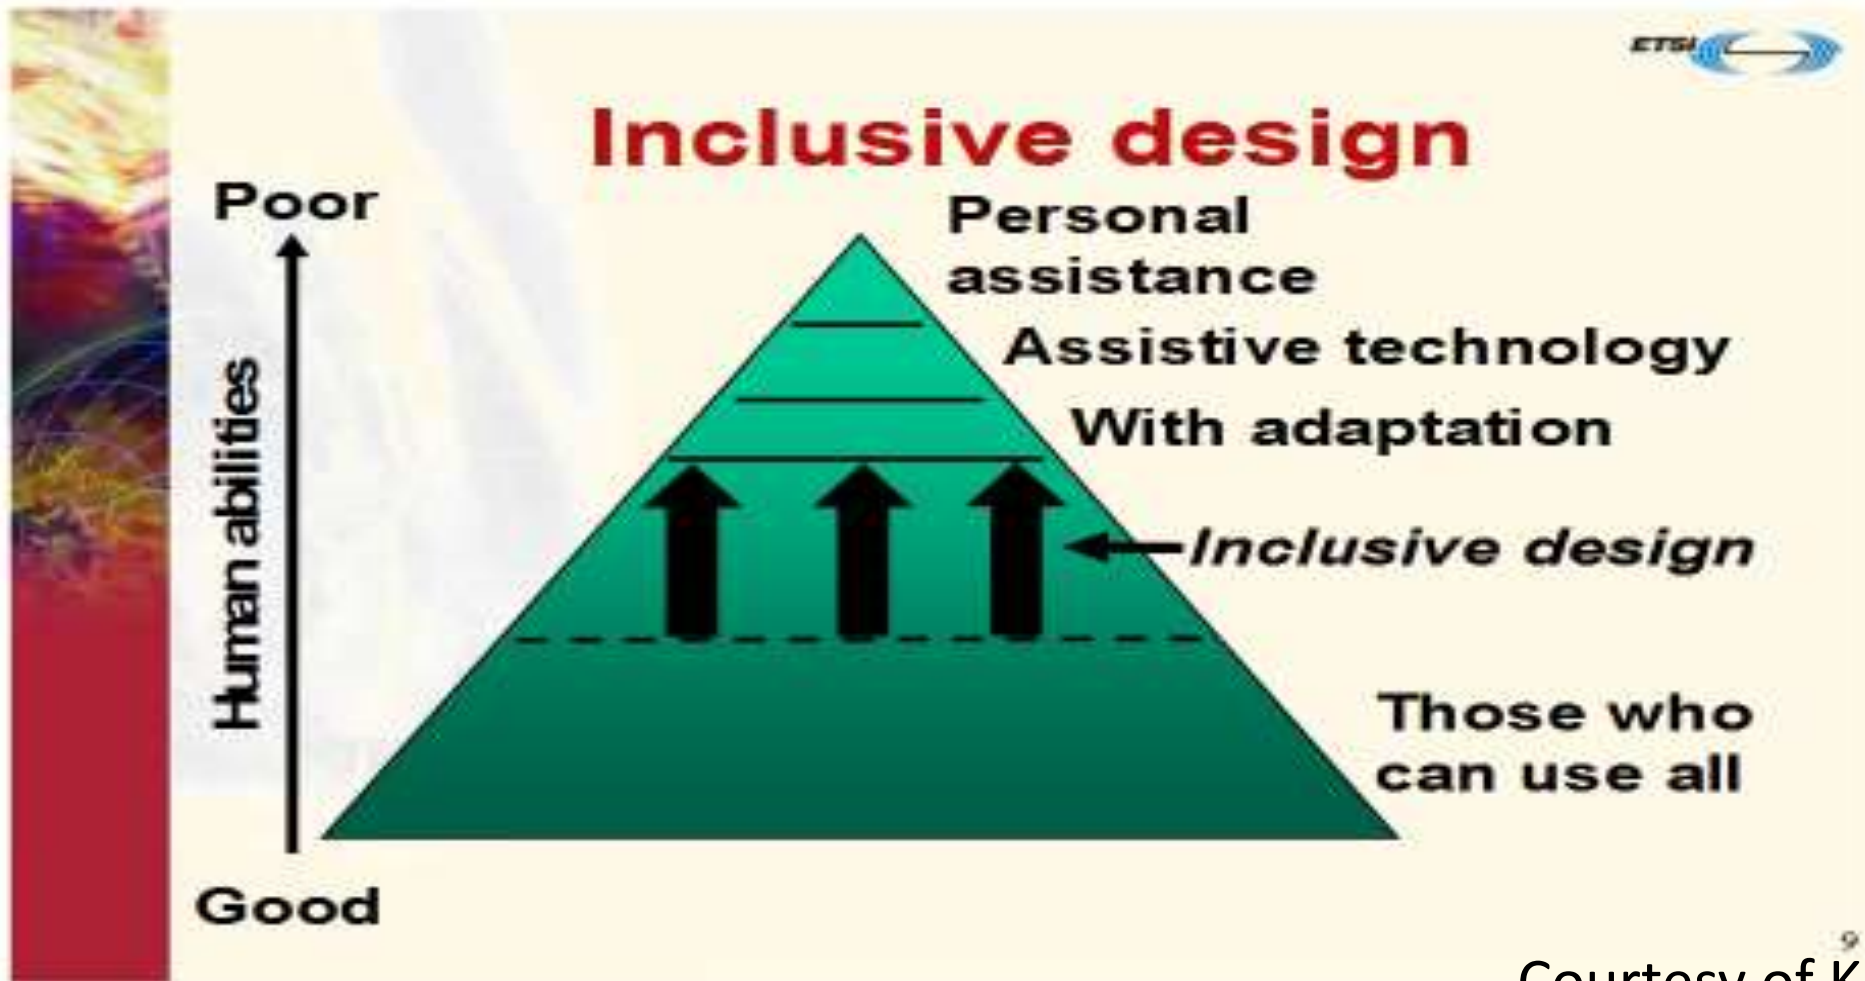 ETSI
Inclusive design
Poor
Personal
assistance
Assistive technology
With adaptation
Human abilities
Inclusive design
Those who
can use all
Good
9
Courtesy of K